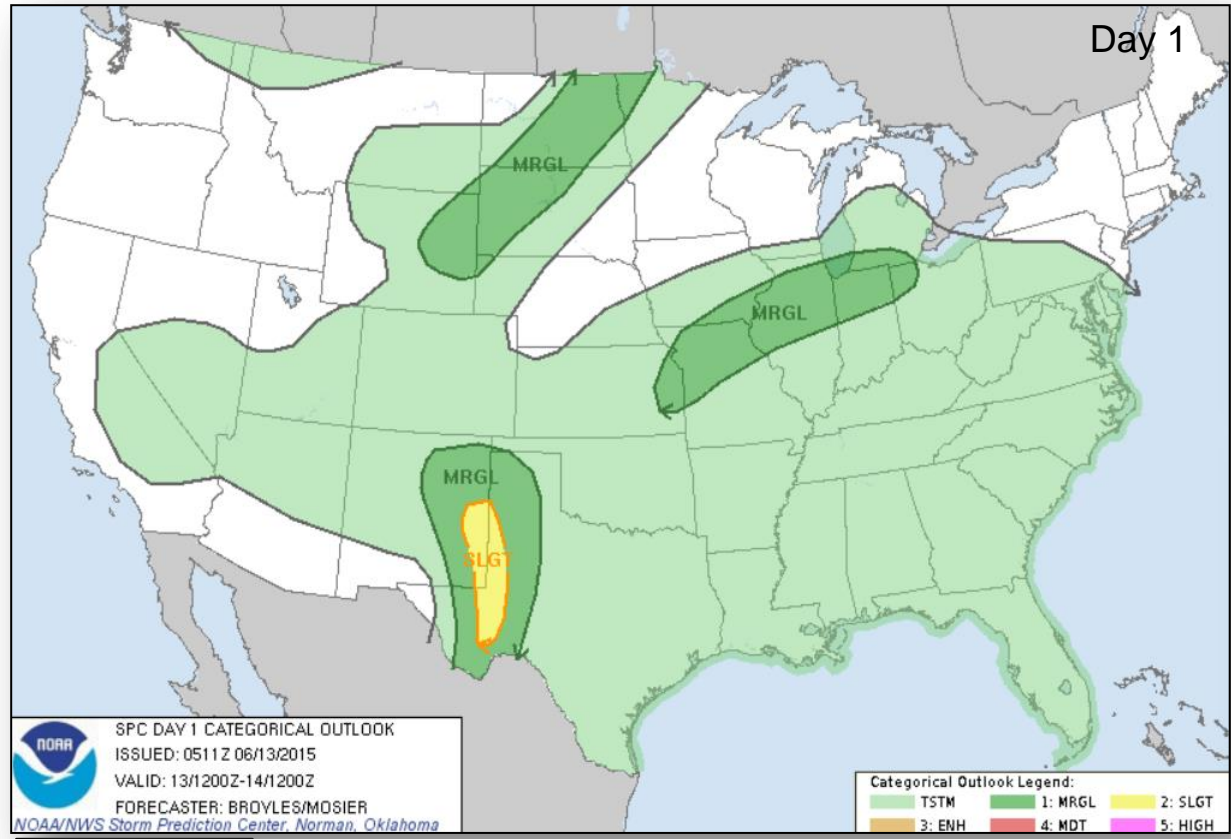 Day 1
MRGL
MRGL
MRGL
SLGT
NOAA
SPC DAY 1 CATEGORICAL OUTLOOK
ISSUED: 0511Z 06/13/2015
VALID: 13/1200Z-14/1200Z
FORECASTER: BROYLES/MOSIER
NOAA/NWS Storm Prediction Center, Norman, Oklahoma
Categorical Outlook Legend:
TSTM 1: MRGL 2: SLGT
3: ENH 4: MDT 5: HIGH